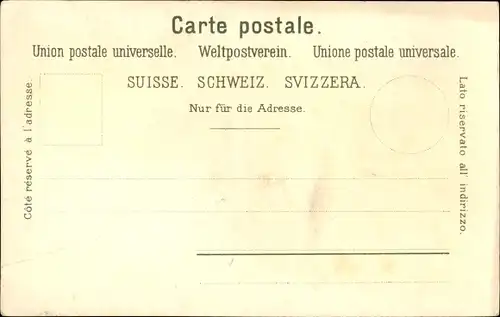 Carte postale.
Union postale universelle. Weltpostverein. Unione postale universale.
SUISSE. SCHWEIZ. SVIZZERA.
Nur für die Adresse.
Côté réservé à l'adresse.
Lato riservato all' indirizzo.